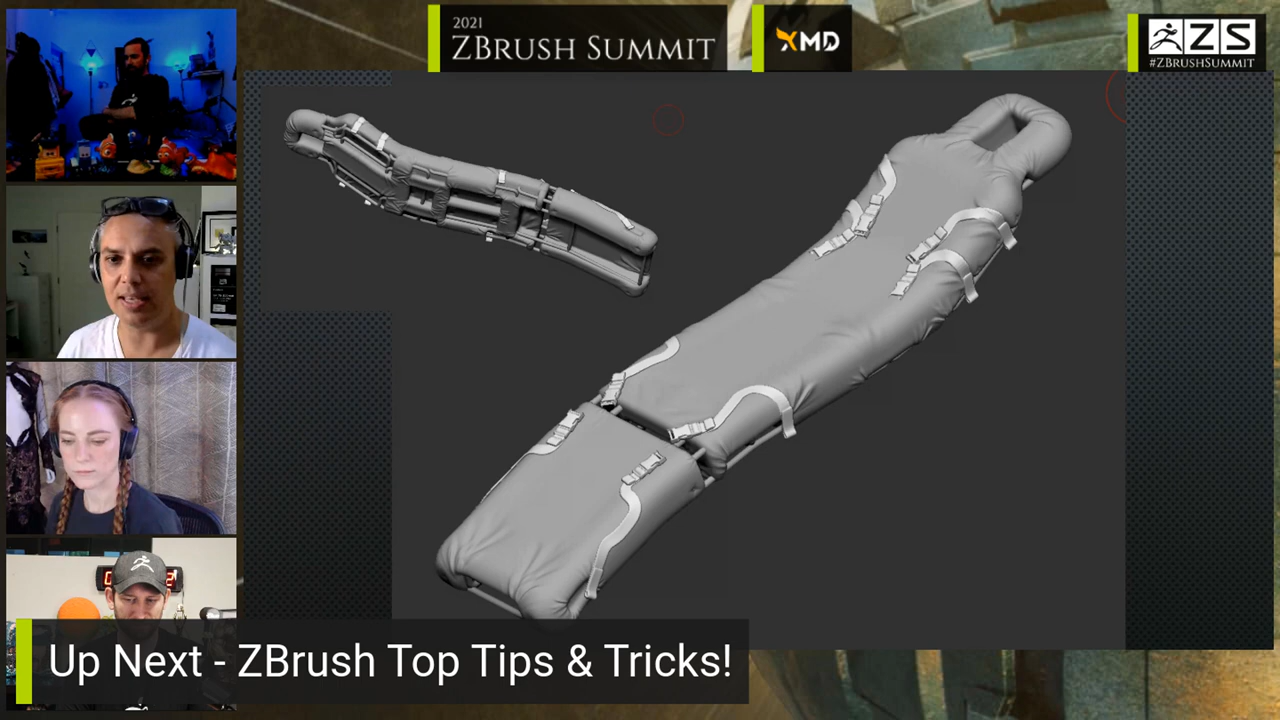 2021
ZBRUSH SUMMIT
XMD
ZS
#ZBRUSHSUMMIT
Up Next - ZBrush Top Tips & Tricks!